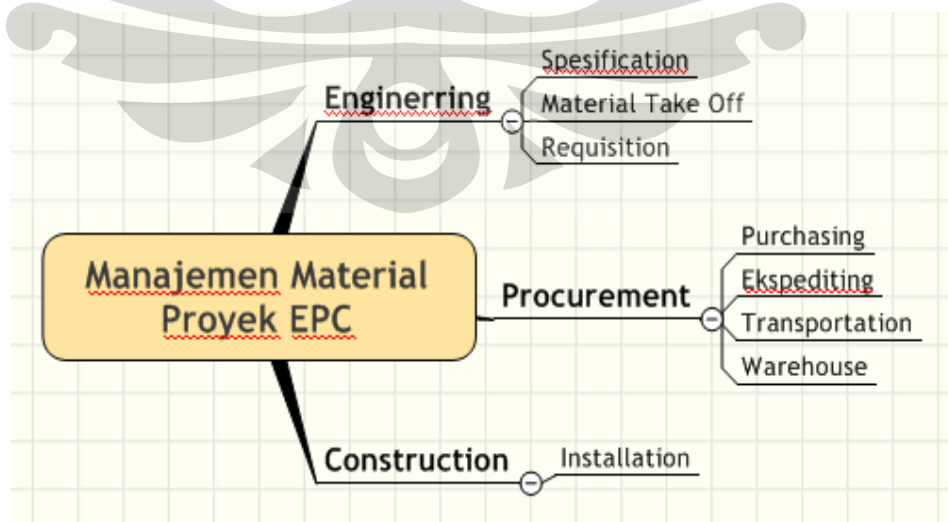 Enginerring
Spesification
Material Take Off
Requisition
Manajemen Material
Proyek EPC
Procurement
Purchasing
Ekspediting
Transportation
Warehouse
Construction
Installation